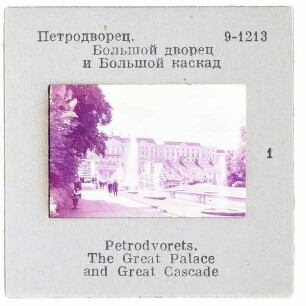 Петродворец. 9-1213
Большой дворец
и Большой каскад
1
Petrodvorets.
The Great Palace
and Great Cascade